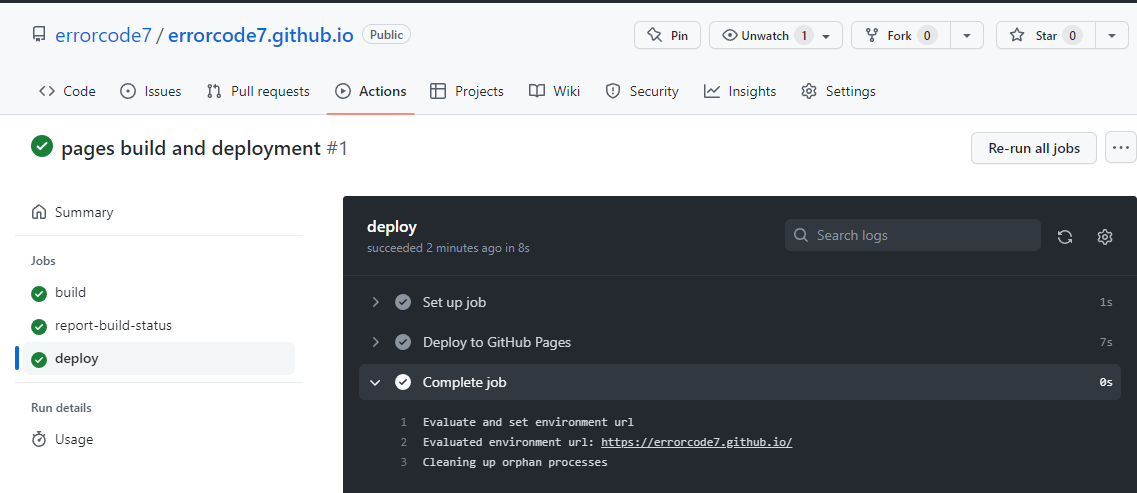 errorcode7 / errorcode7.github.io Public
Pin
Unwatch 1
Fork 0
Star 0
Code
Issues
Pull requests
Actions
Projects
Wiki
Security
Insights
Settings
pages build and deployment #1
Re-run all jobs
Summary
Jobs
build
report-build-status
deploy
Run details
Usage
deploy
succeeded 2 minutes ago in 8s
Search logs
Set up job 1s
Deploy to GitHub Pages 7s
Complete job 0s
1 Evaluate and set environment url
2 Evaluated environment url: https://errorcode7.github.io/
3 Cleaning up orphan processes